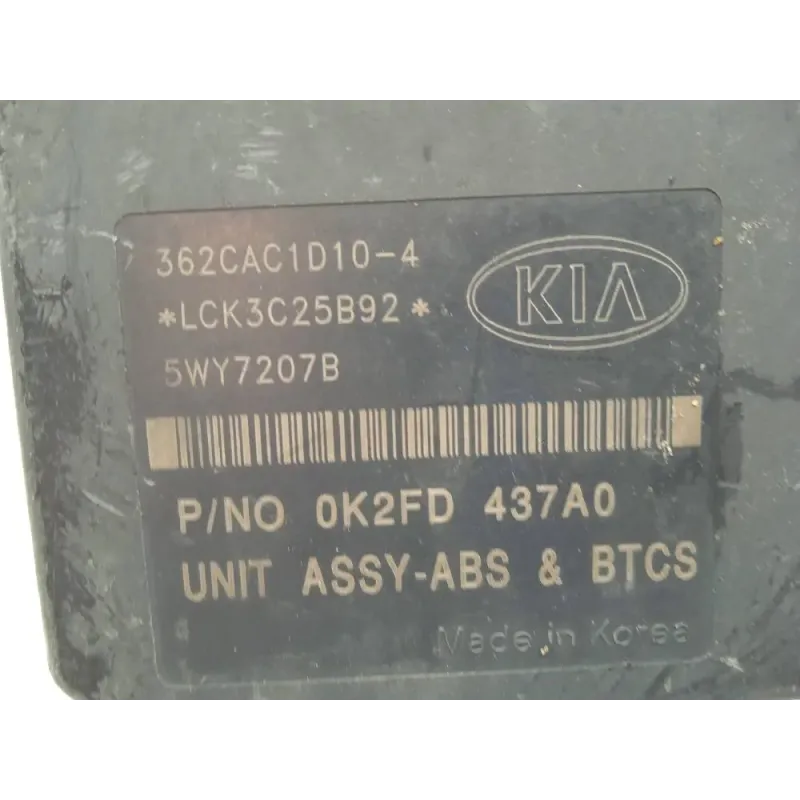 362CAC1D10-4
*LCK3C25B92*
KIA
5WY7207B
P/NO 0K2FD 437A0
UNIT ASSY-ABS & BTCS
Made in Korea